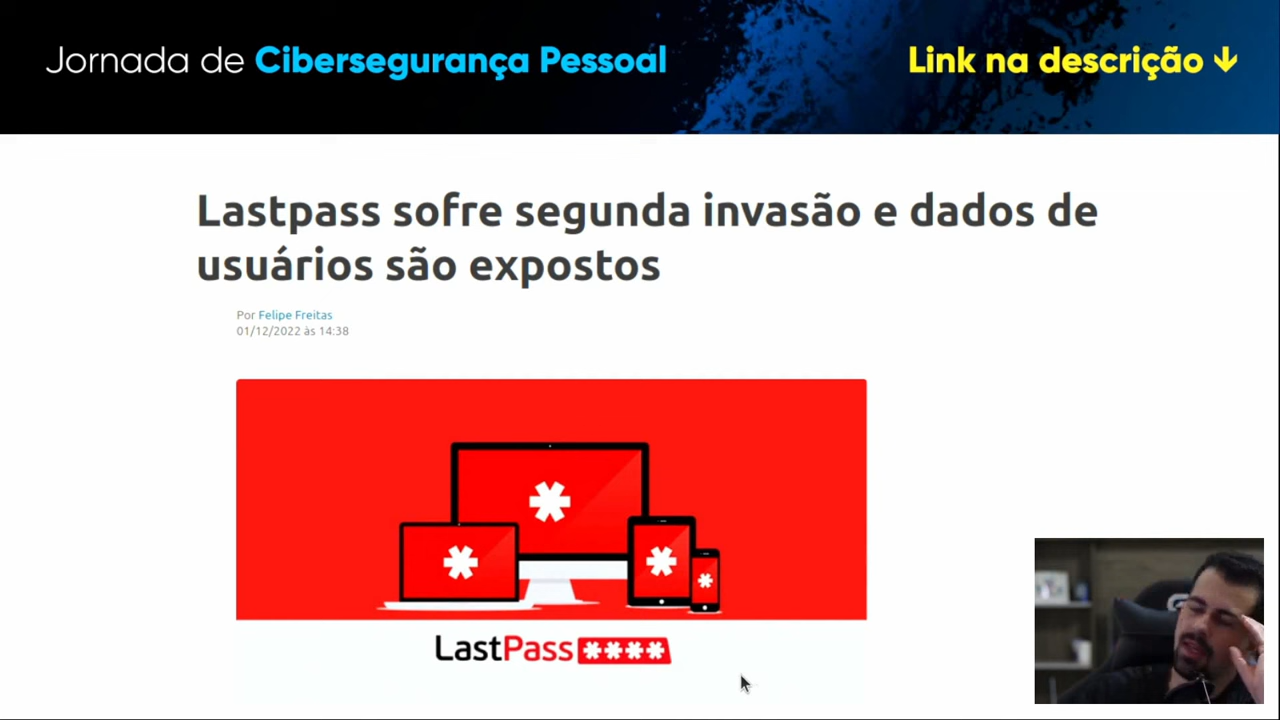 Jornada de Cibersegurança Pessoal
Link na descrição ↓
Lastpass sofre segunda invasão e dados de
usuários são expostos
Por Felipe Freitas
01/12/2022 às 14:38
LastPass ****